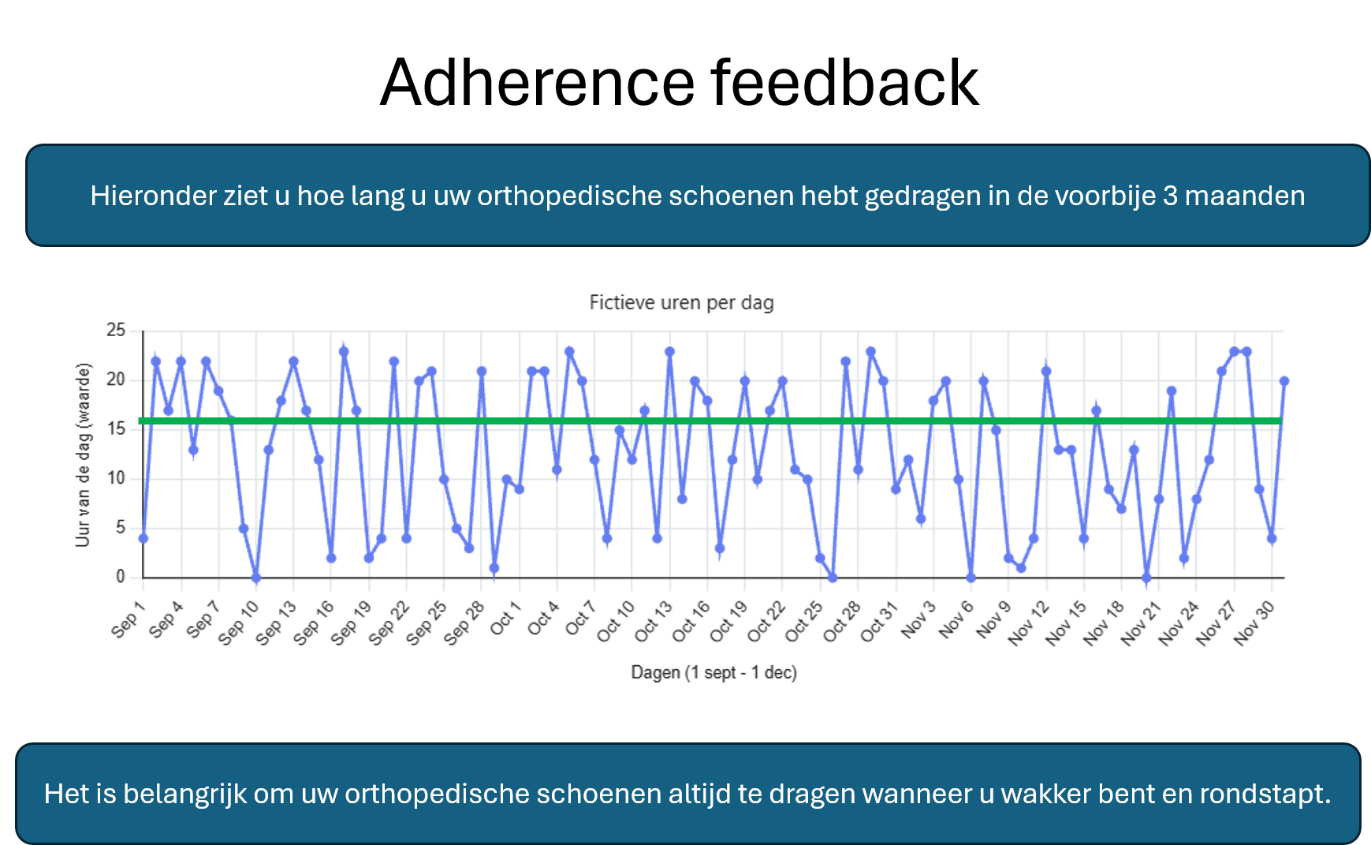 Adherence feedback
Hieronder ziet u hoe lang u uw orthopedische schoenen hebt gedragen in de voorbije 3 maanden
Fictieve uren per dag
Uur van de dag (waarde)
25
20
15
10
5
0
Sep 1
Sep 4
Sep 7
Sep 10
Sep 13
Sep 16
Sep 19
Sep 22
Sep 25
Sep 28
Oct 1
Oct 4
Oct 7
Oct 10
Oct 13
Oct 16
Oct 19
Oct 22
Oct 25
Oct 28
Oct 31
Nov 3
Nov 6
Nov 9
Nov 12
Nov 15
Nov 18
Nov 21
Nov 24
Nov 27
Nov 30
Dagen (1 sept - 1 dec)
Het is belangrijk om uw orthopedische schoenen altijd te dragen wanneer u wakker bent en rondstapt.